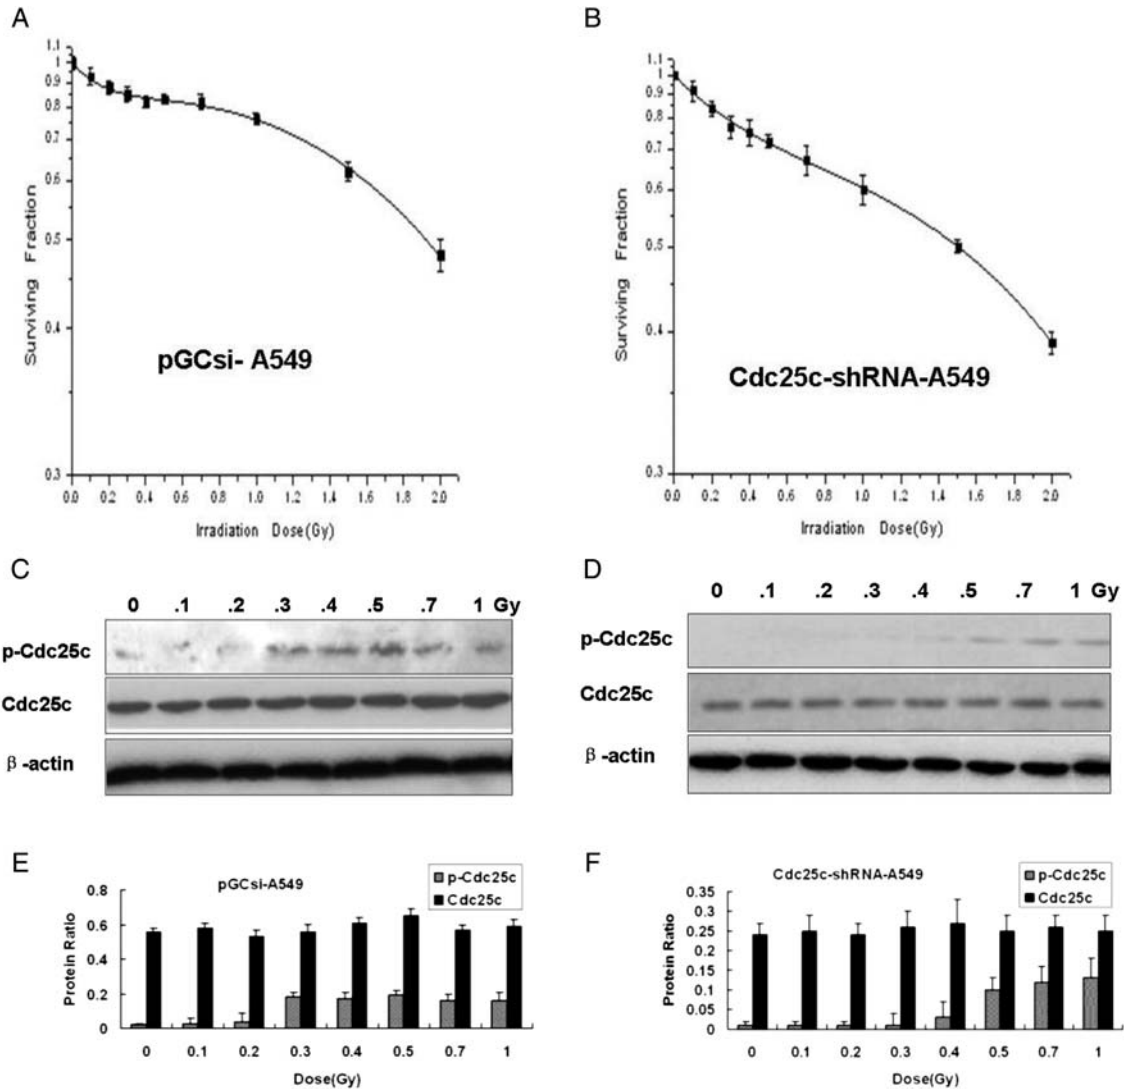 A
1.1
1
0.9
0.8
0.7
0.6
0.5
0.4
0.3
Surviving Fraction
pGCsi- A549
0.0 0.2 0.4 0.6 0.8 1.0 1.2 1.4 1.6 1.8 2.0
Irradiation Dose(Gy)
B
1.1
1
0.9
0.8
0.7
0.6
0.5
0.4
0.3
Surviving Fraction
Cdc25c-shRNA-A549
0.0 0.2 0.4 0.6 0.8 1.0 1.2 1.4 1.6 1.8 2.0
Irradiation Dose(Gy)
C
0 .1 .2 .3 .4 .5 .7 1 Gy
p-Cdc25c
Cdc25c
β-actin
D
0 .1 .2 .3 .4 .5 .7 1 Gy
p-Cdc25c
Cdc25c
β-actin
E
pGCsi-A549
p-Cdc25c
Cdc25c
0.8
0.6
0.4
0.2
0
Protein Ratio
0 0.1 0.2 0.3 0.4 0.5 0.7 1
Dose(Gy)
F
Cdc25c-shRNA-A549
p-Cdc25c
Cdc25c
0.35
0.3
0.25
0.2
0.15
0.1
0.05
0
Protein Ratio
0 0.1 0.2 0.3 0.4 0.5 0.7 1
Dose(Gy)